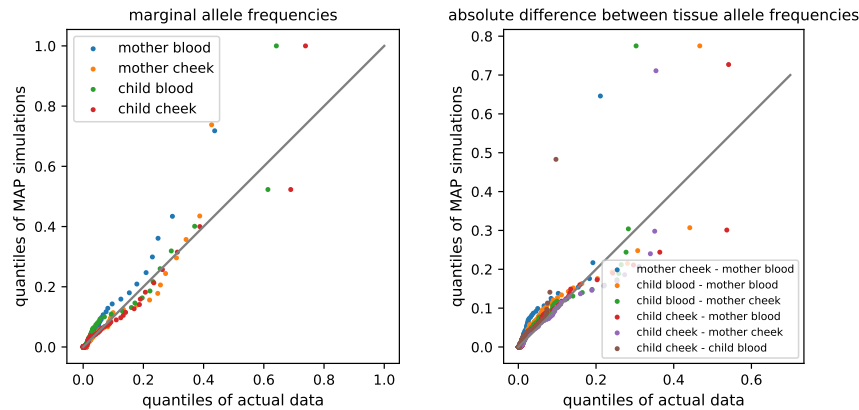 marginal allele frequencies
1.0
0.8
0.6
0.4
0.2
0.0
0.0
0.2
0.4
0.6
0.8
1.0
quantiles of MAP simulations
quantiles of actual data
mother blood
mother cheek
child blood
child cheek
absolute difference between tissue allele frequencies
0.8
0.7
0.6
0.5
0.4
0.3
0.2
0.1
0.0
0.0
0.2
0.4
0.6
quantiles of MAP simulations
quantiles of actual data
mother cheek - mother blood
child blood - mother blood
child blood - mother cheek
child cheek - mother blood
child cheek - mother cheek
child cheek - child blood